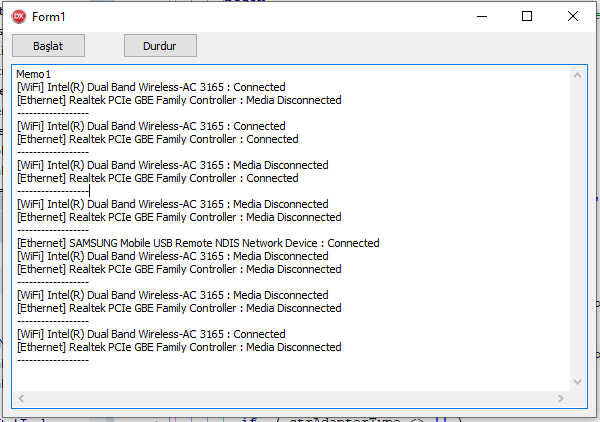 DX Form1
Başlat Durdur
Memo1
[WiFi] Intel(R) Dual Band Wireless-AC 3165 : Connected
[Ethernet] Realtek PCIe GBE Family Controller : Media Disconnected
------------------
[WiFi] Intel(R) Dual Band Wireless-AC 3165 : Connected
[Ethernet] Realtek PCIe GBE Family Controller : Connected
------------------
[WiFi] Intel(R) Dual Band Wireless-AC 3165 : Media Disconnected
[Ethernet] Realtek PCIe GBE Family Controller : Connected
------------------
[WiFi] Intel(R) Dual Band Wireless-AC 3165 : Media Disconnected
[Ethernet] Realtek PCIe GBE Family Controller : Media Disconnected
------------------
[Ethernet] SAMSUNG Mobile USB Remote NDIS Network Device : Connected
[WiFi] Intel(R) Dual Band Wireless-AC 3165 : Media Disconnected
[Ethernet] Realtek PCIe GBE Family Controller : Media Disconnected
------------------
[WiFi] Intel(R) Dual Band Wireless-AC 3165 : Media Disconnected
[Ethernet] Realtek PCIe GBE Family Controller : Media Disconnected
------------------
[WiFi] Intel(R) Dual Band Wireless-AC 3165 : Connected
[Ethernet] Realtek PCIe GBE Family Controller : Media Disconnected
------------------